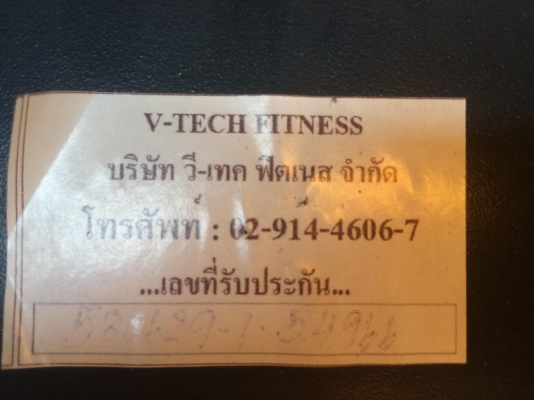 V-TECH FITNESS
บริษัท วี-เทค ฟิตเนส จำกัด
โทรศัพท์ : 02-914-4606-7
...เลขที่รับประกัน...